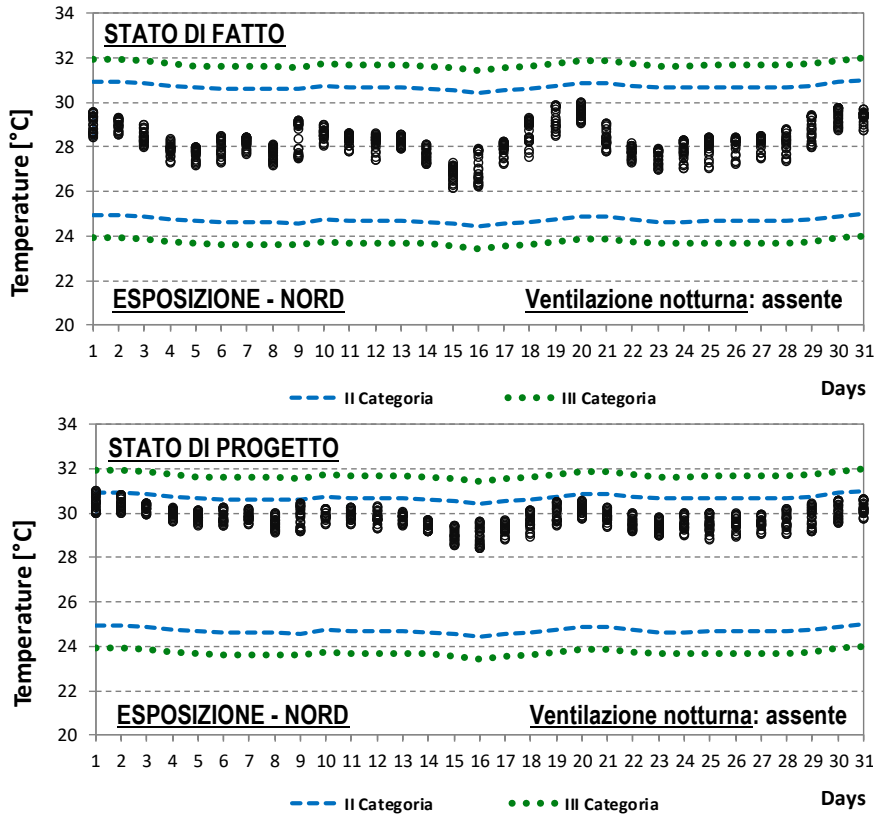 STATO DI FATTO
Temperature [°C]
34
32
30
28
26
24
22
20
ESPOSIZIONE - NORD
Ventilazione notturna: assente
1 2 3 4 5 6 7 8 9 10 11 12 13 14 15 16 17 18 19 20 21 22 23 24 25 26 27 28 29 30 31
II Categoria
III Categoria
Days
STATO DI PROGETTO
Temperature [°C]
34
32
30
28
26
24
22
20
ESPOSIZIONE - NORD
Ventilazione notturna: assente
1 2 3 4 5 6 7 8 9 10 11 12 13 14 15 16 17 18 19 20 21 22 23 24 25 26 27 28 29 30 31
II Categoria
III Categoria
Days